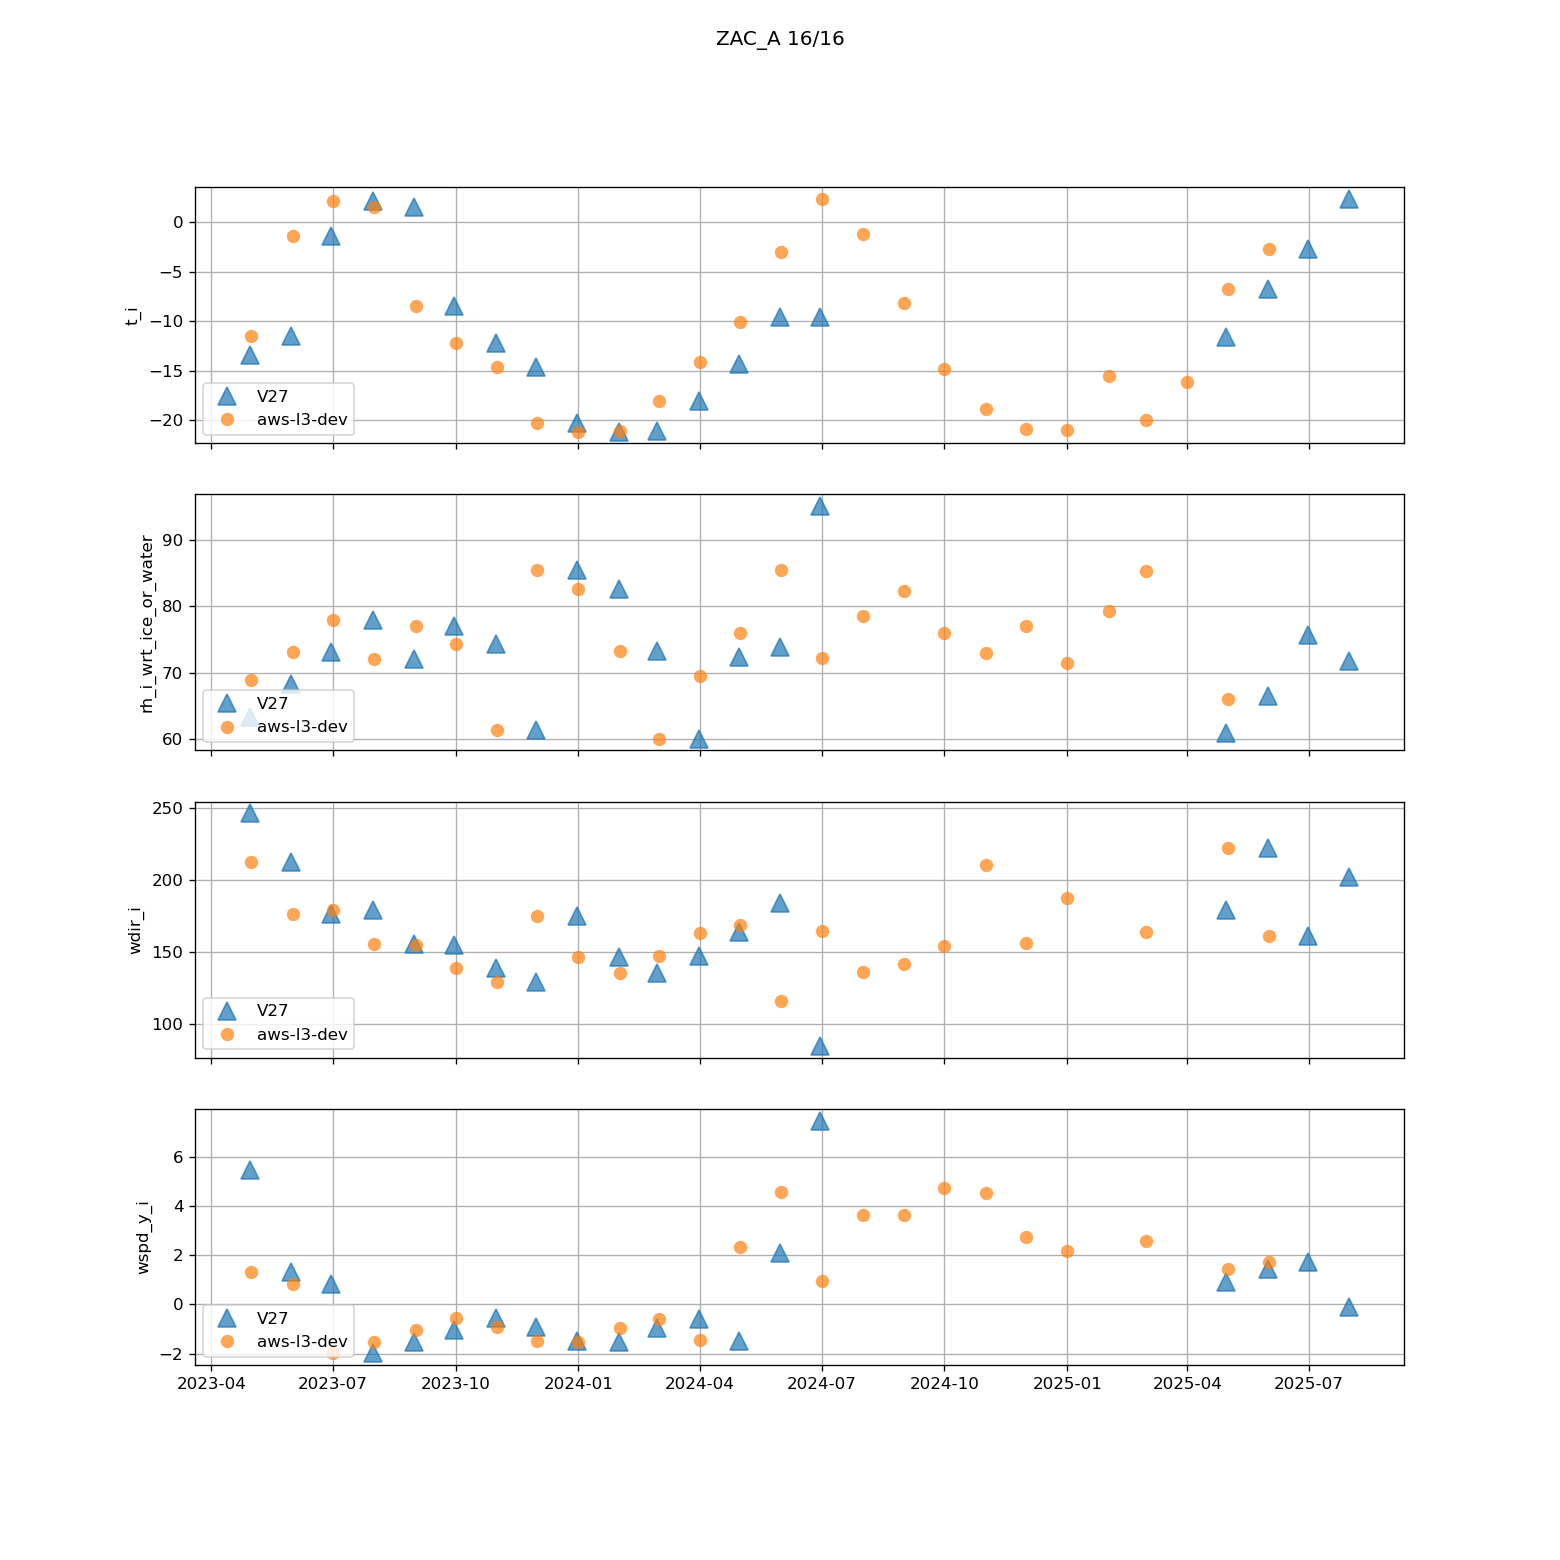 ZAC_A 16/16
t_i
0
−5
−10
−15
−20
V27
aws-l3-dev
rh_i_wrt_ice_or_water
90
80
70
60
V27
aws-l3-dev
wdir_i
250
200
150
100
V27
aws-l3-dev
wspd_y_i
6
4
2
0
−2
V27
aws-l3-dev
2023-04 2023-07 2023-10 2024-01 2024-04 2024-07 2024-10 2025-01 2025-04 2025-07